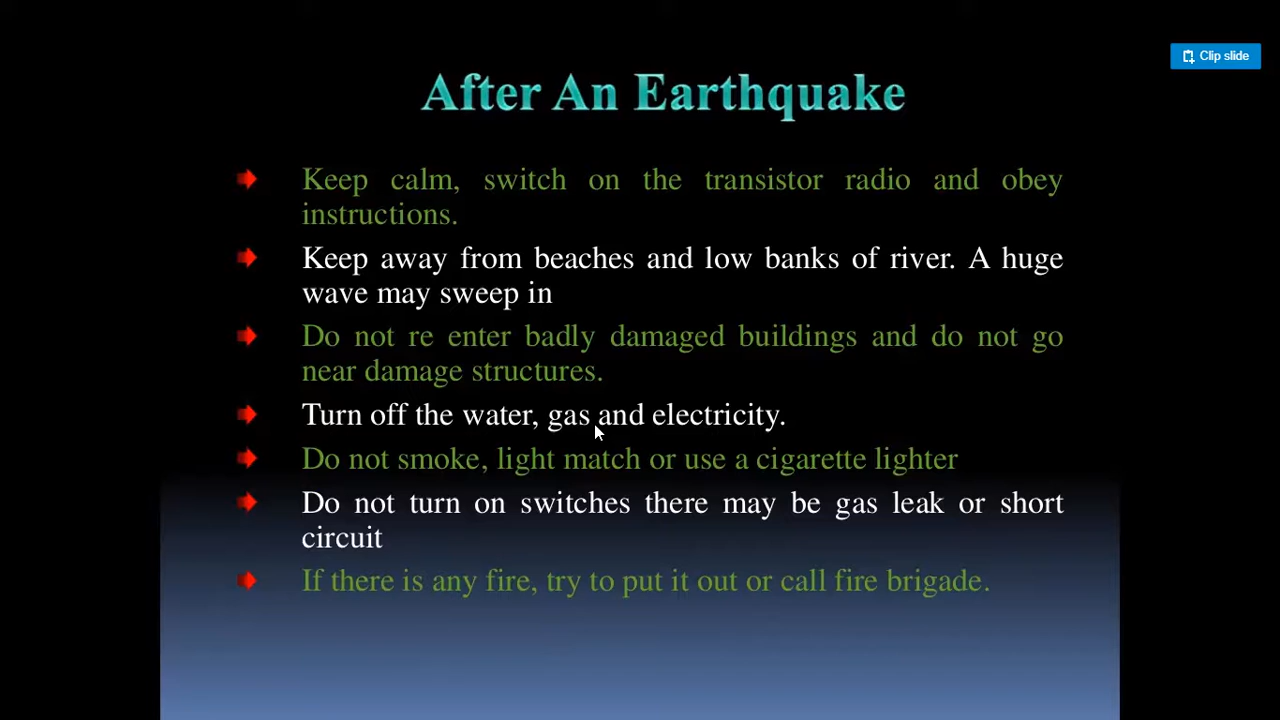 Clip slide
After An Earthquake
Keep calm, switch on the transistor radio and obey
instructions.
Keep away from beaches and low banks of river. A huge
wave may sweep in
Do not re enter badly damaged buildings and do not go
near damage structures.
Turn off the water, gas and electricity.
Do not smoke, light match or use a cigarette lighter
Do not turn on switches there may be gas leak or short
circuit
If there is any fire, try to put it out or call fire brigade.